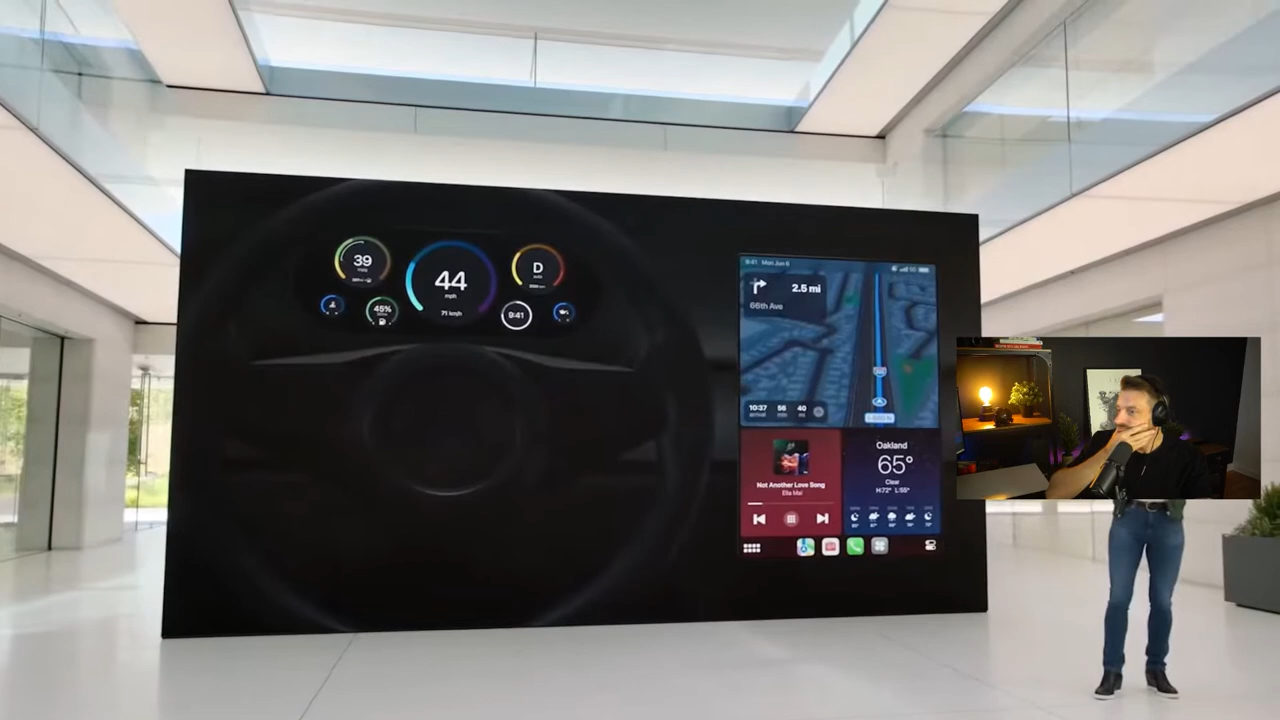 39
44
mph
71 km/h
D
45%
9:41
9:41 Mon Jun 6
5G
2.5 mi
66th Ave
10:37 56 40
arrival min mi
Not Another Love Song
Ella Mai
Oakland
65°
Clear
H:72° L:55°